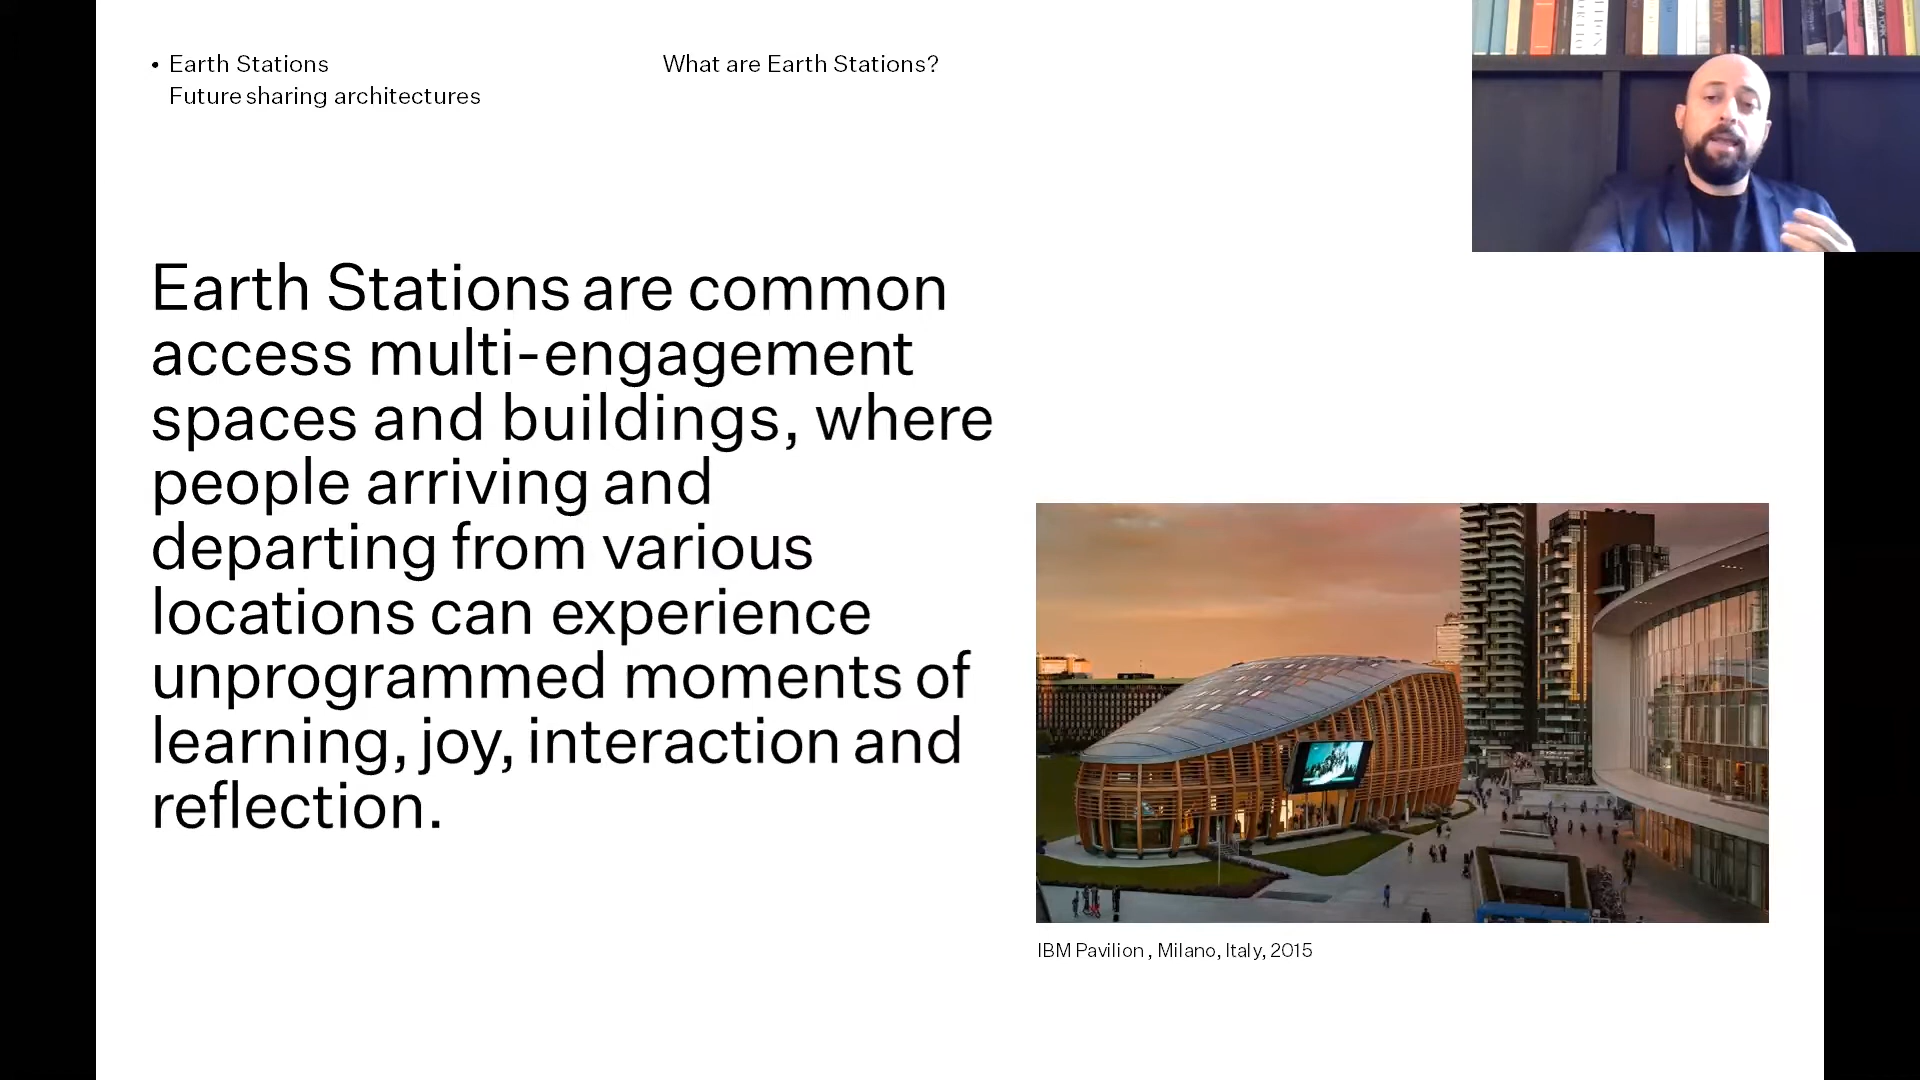 • Earth Stations
Future sharing architectures
What are Earth Stations?
Earth Stations are common
access multi-engagement
spaces and buildings, where
people arriving and
departing from various
locations can experience
unprogrammed moments of
learning, joy, interaction and
reflection.
IBM Pavilion , Milano, Italy, 2015
NEW YORK